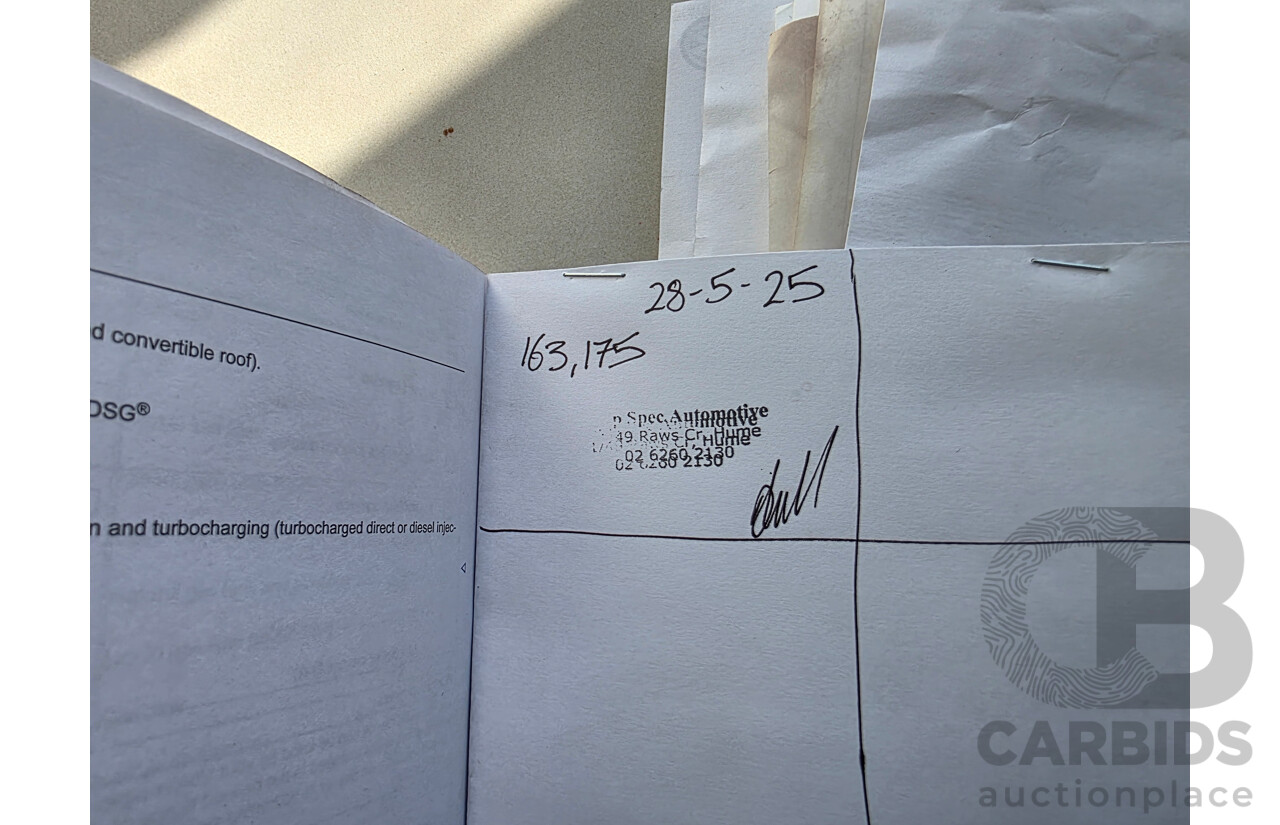 d convertible roof).
DSG®
n and turbocharging (turbocharged direct or diesel injec-
28-5-25
163,175
p Spec Automotive
49 Raws Cr, Hume
02 6260 2130
CB
CARBIDS
auctionplace